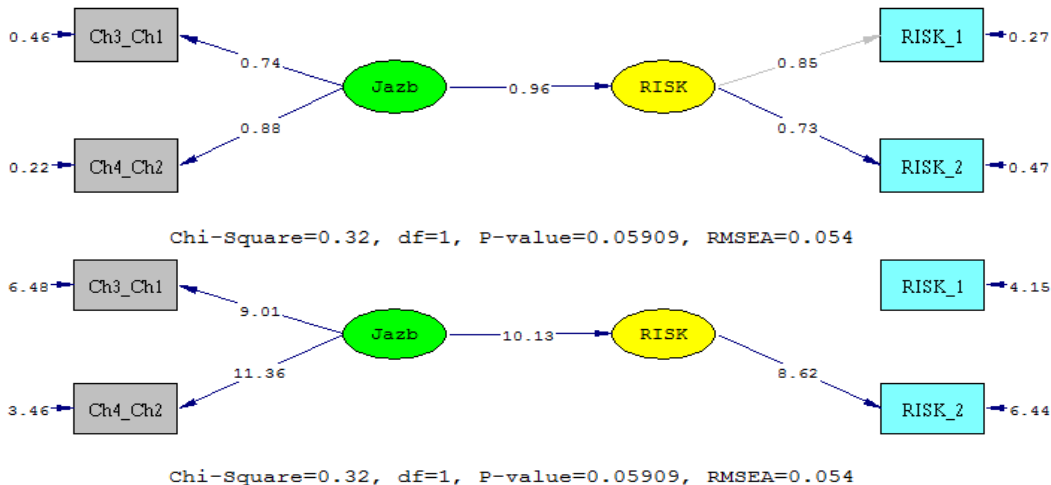 0.46 Ch3_Ch1 0.74 0.85 RISK_1 0.27
Jazb 0.96 RISK
0.22 Ch4_Ch2 0.88 0.73 RISK_2 0.47
Chi-Square=0.32, df=1, P-value=0.05909, RMSEA=0.054
6.48 Ch3_Ch1 9.01 RISK_1 4.15
Jazb 10.13 RISK
3.46 Ch4_Ch2 11.36 8.62 RISK_2 6.44
Chi-Square=0.32, df=1, P-value=0.05909, RMSEA=0.054